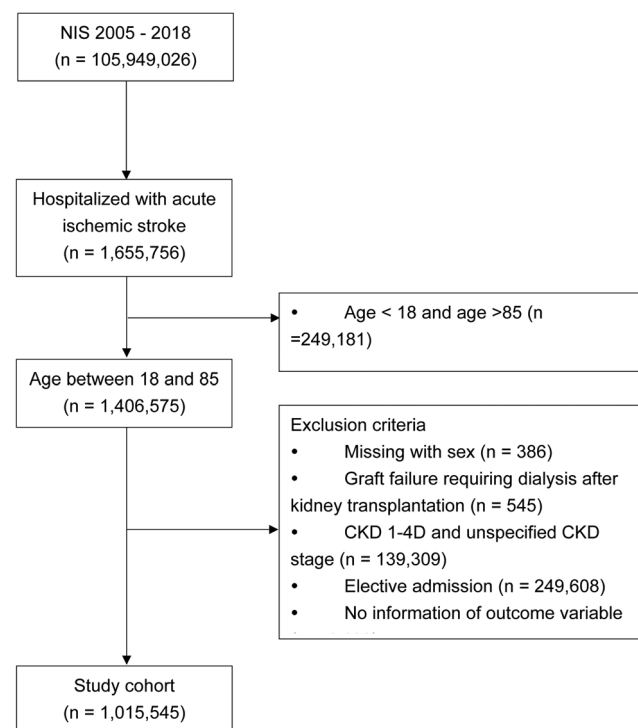 NIS 2005 - 2018
(n = 105,949,026)
Hospitalized with acute
ischemic stroke
(n = 1,655,756)
• Age < 18 and age >85 (n
=249,181)
Age between 18 and 85
(n = 1,406,575)
Exclusion criteria
• Missing with sex (n = 386)
• Graft failure requiring dialysis after
kidney transplantation (n = 545)
• CKD 1-4D and unspecified CKD
stage (n = 139,309)
• Elective admission (n = 249,608)
• No information of outcome variable
Study cohort
(n = 1,015,545)